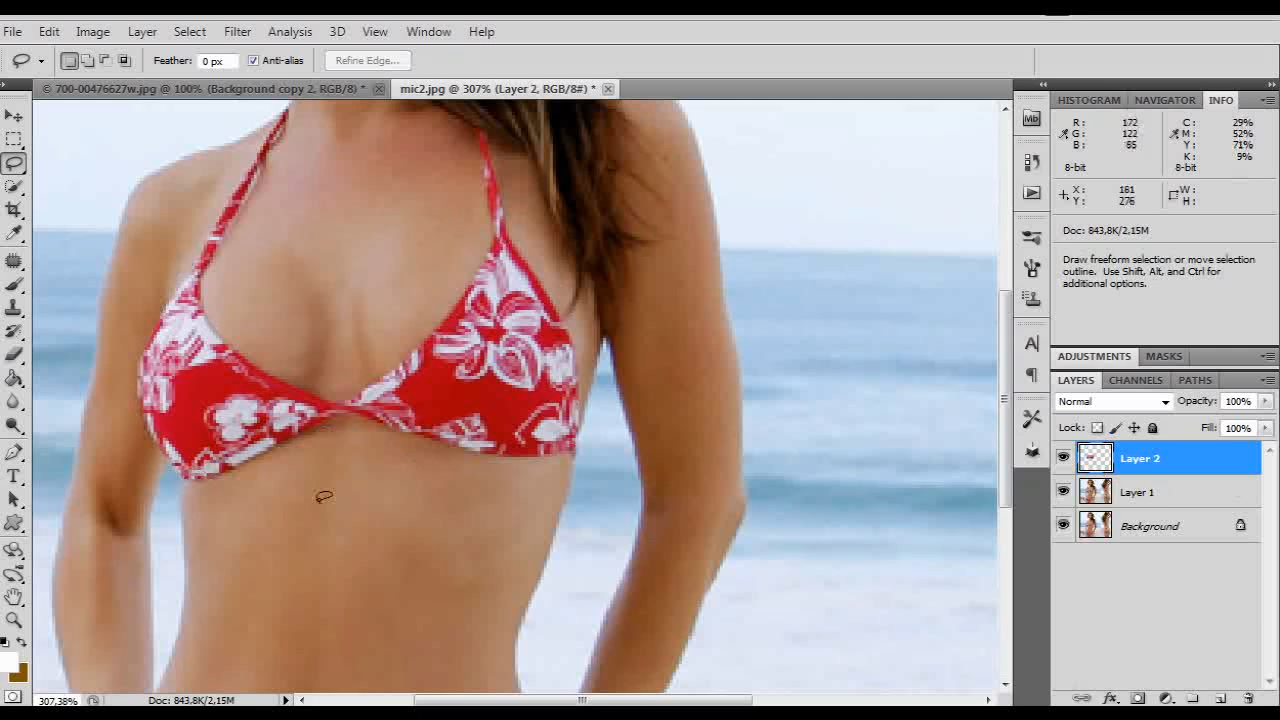 File Edit Image Layer Select Filter Analysis 3D View Window Help
Feather: 0 px Anti-alias Refine Edge...
© 700-00476627w.jpg @ 100% (Background copy 2, RGB/8) * mic2.jpg @ 307% (Layer 2, RGB/8#) *
HISTOGRAM NAVIGATOR INFO
R: 172 C: 29%
G: 122 M: 52%
B: 85 Y: 71%
K: 9%
8-bit 8-bit
X: 161 W:
Y: 276 H:
Doc: 843,8K/2,15M
Draw freeform selection or move selection
outline. Use Shift, Alt, and Ctrl for
additional options.
ADJUSTMENTS MASKS
LAYERS CHANNELS PATHS
Normal Opacity: 100%
Lock: Fill: 100%
Layer 2
Layer 1
Background
307,38% Doc: 843,8K/2,15M